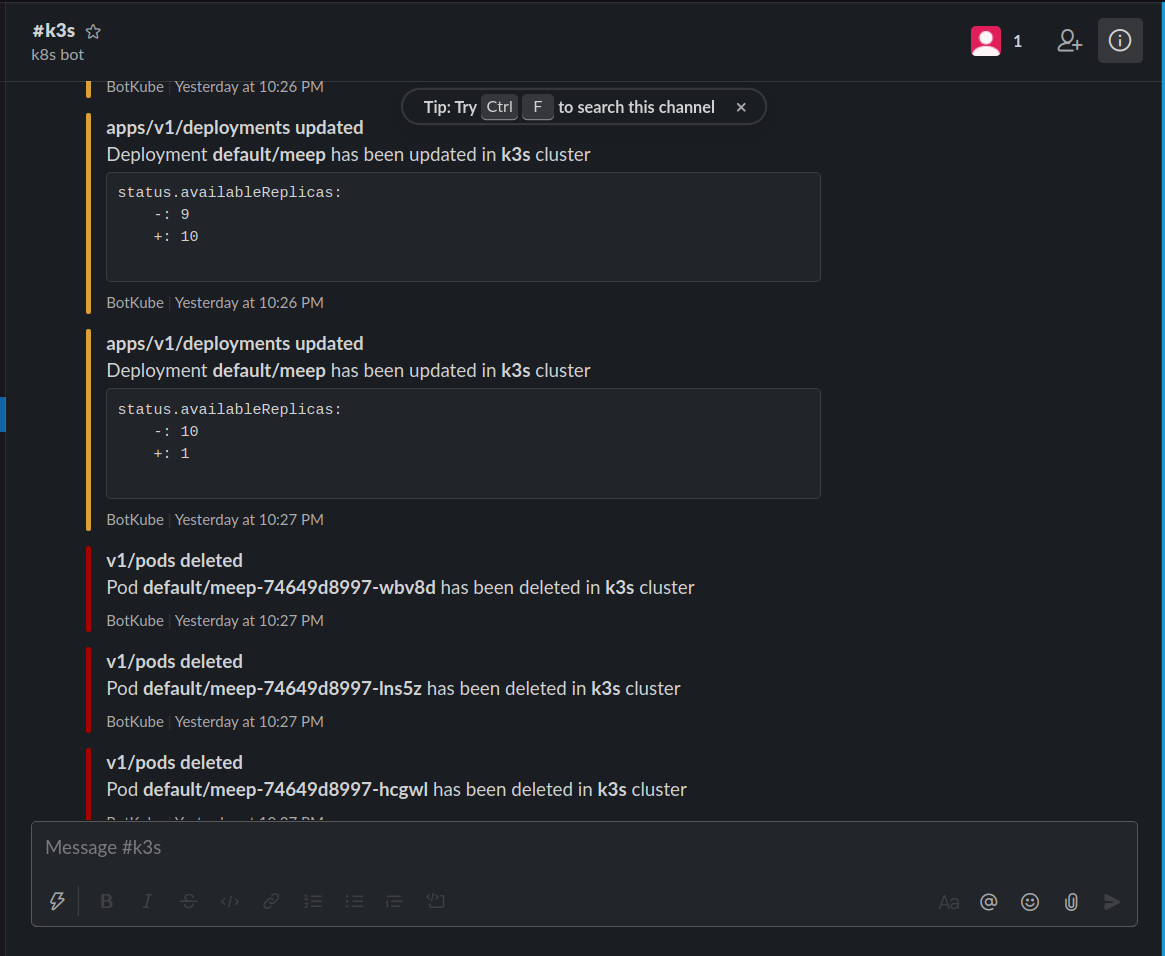 #k3s
k8s bot
1
BotKube | Yesterday at 10:26 PM
Tip: Try Ctrl F to search this channel ×
apps/v1/deployments updated
Deployment default/meep has been updated in k3s cluster
status.availableReplicas:
-: 9
+: 10
BotKube | Yesterday at 10:26 PM
apps/v1/deployments updated
Deployment default/meep has been updated in k3s cluster
status.availableReplicas:
-: 10
+: 1
BotKube | Yesterday at 10:27 PM
v1/pods deleted
Pod default/meep-74649d8997-wbv8d has been deleted in k3s cluster
BotKube | Yesterday at 10:27 PM
v1/pods deleted
Pod default/meep-74649d8997-lns5z has been deleted in k3s cluster
BotKube | Yesterday at 10:27 PM
v1/pods deleted
Pod default/meep-74649d8997-hcgwl has been deleted in k3s cluster
BotKube | Yesterday at 10:27 PM
Message #k3s
B I S </> Aa @